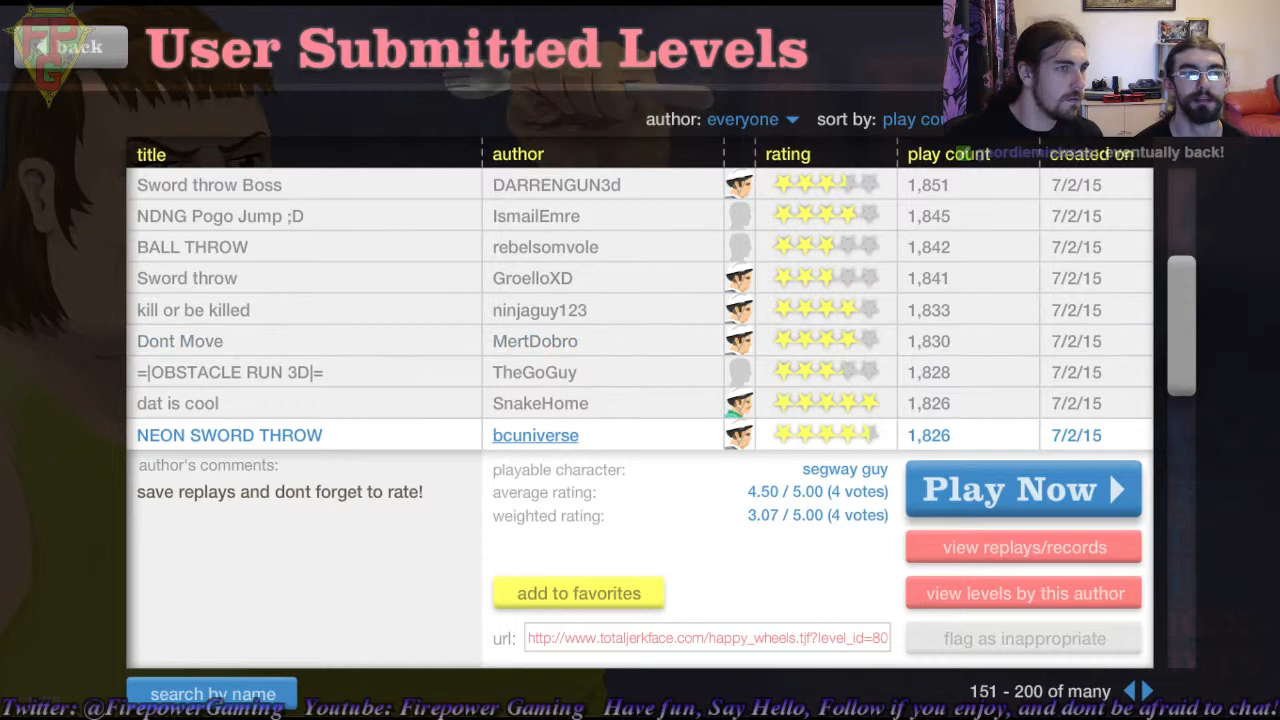 FPG
back
User Submitted Levels
author: everyone sort by: play cou
title author rating play count created on
eventually back!
Sword throw Boss DARRENGUN3d 1,851 7/2/15
NDNG Pogo Jump ;D IsmailEmre 1,845 7/2/15
BALL THROW rebelsomvole 1,842 7/2/15
Sword throw GroelloXD 1,841 7/2/15
kill or be killed ninjaguy123 1,833 7/2/15
Dont Move MertDobro 1,830 7/2/15
=|OBSTACLE RUN 3D|= TheGoGuy 1,828 7/2/15
dat is cool SnakeHome 1,826 7/2/15
NEON SWORD THROW bcuniverse 1,826 7/2/15
author's comments:
save replays and dont forget to rate!
playable character: segway guy
average rating: 4.50 / 5.00 (4 votes)
weighted rating: 3.07 / 5.00 (4 votes)
Play Now
view replays/records
add to favorites
view levels by this author
url: http://www.totaljerkface.com/happy_wheels.tjf?level_id=80
flag as inappropriate
search by name
151 - 200 of many
Twitter: @FirepowerGaming Youtube: Firepower Gaming Have fun, Say Hello, Follow if you enjoy, and dont be afraid to chat!